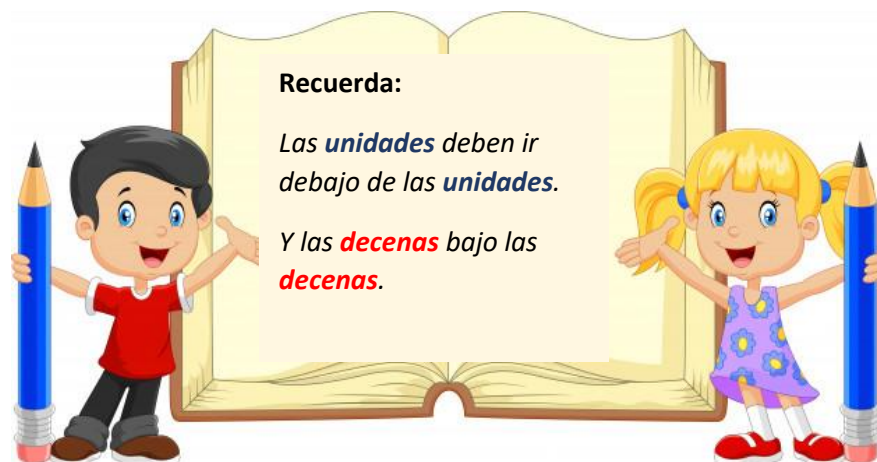 Recuerda:
Las unidades deben ir
debajo de las unidades.
Y las decenas bajo las
decenas.